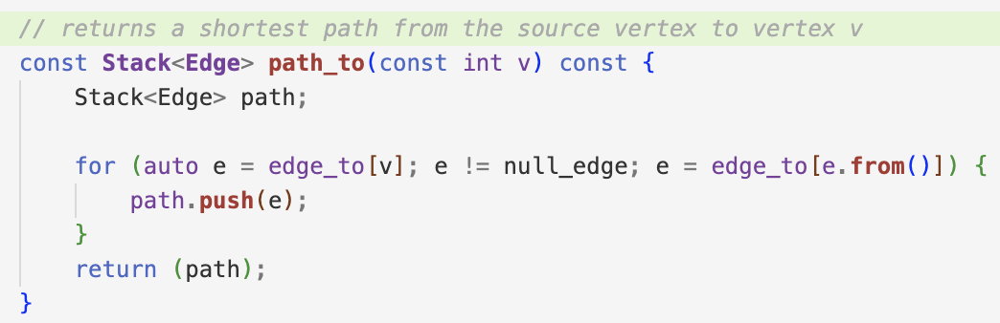 // returns a shortest path from the source vertex to vertex v
const Stack<Edge> path_to(const int v) const {
    Stack<Edge> path;

    for (auto e = edge_to[v]; e != null_edge; e = edge_to[e.from()]) {
        path.push(e);
    }
    return (path);
}